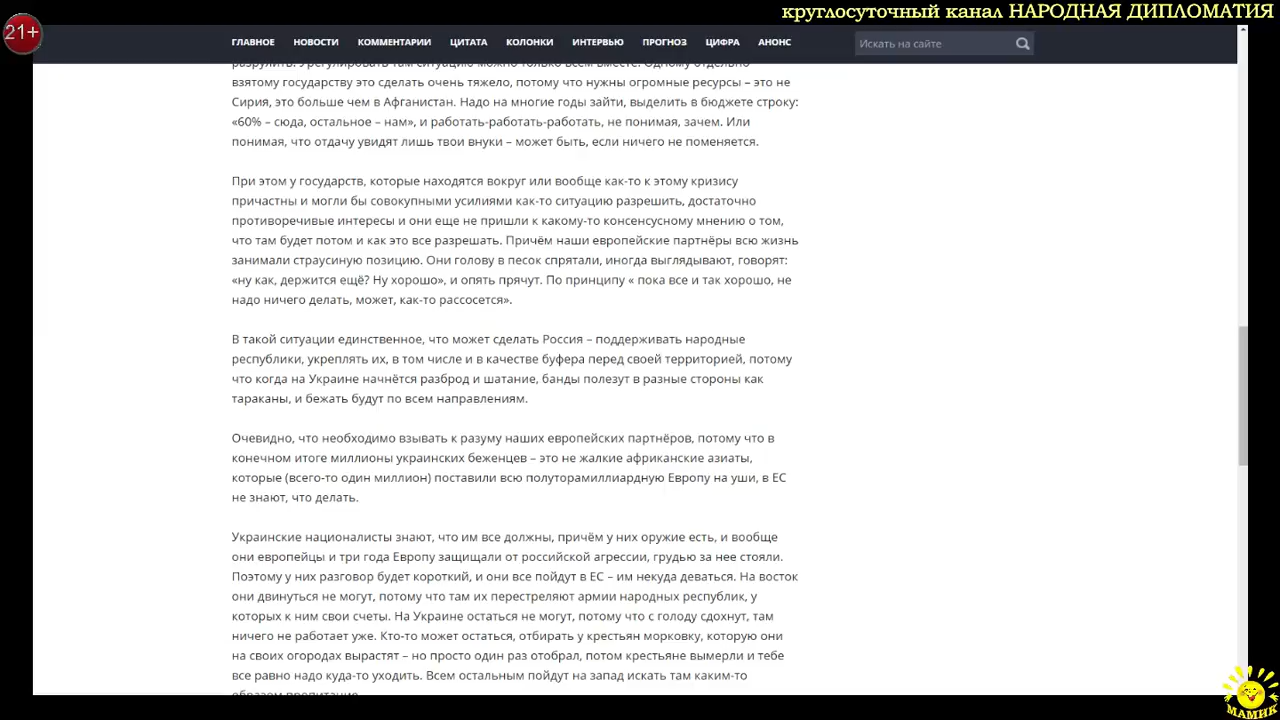 круглосуточный канал НАРОДНАЯ ДИПЛОМАТИЯ
21+
ГЛАВНОЕ НОВОСТИ КОММЕНТАРИИ ЦИТАТА КОЛОНКИ ИНТЕРВЬЮ ПРОГНОЗ ЦИФРА АНОНС
Искать на сайте
разрулить. Урегулировать там ситуацию можно только всем вместе. Одному отдельно
взятому государству это сделать очень тяжело, потому что нужны огромные ресурсы – это не
Сирия, это больше чем в Афганистан. Надо на многие годы зайти, выделить в бюджете строку:
«60% – сюда, остальное – нам», и работать-работать-работать, не понимая, зачем. Или
понимая, что отдачу увидят лишь твои внуки – может быть, если ничего не поменяется.
При этом у государств, которые находятся вокруг или вообще как-то к этому кризису
причастны и могли бы совокупными усилиями как-то ситуацию разрешить, достаточно
противоречивые интересы и они еще не пришли к какому-то консенсусному мнению о том,
что там будет потом и как это все разрешать. Причём наши европейские партнёры всю жизнь
занимали страусиную позицию. Они голову в песок спрятали, иногда выглядывают, говорят:
«ну как, держится ещё? Ну хорошо», и опять прячут. По принципу « пока все и так хорошо, не
надо ничего делать, может, как-то рассосется».
В такой ситуации единственное, что может сделать Россия – поддерживать народные
республики, укреплять их, в том числе и в качестве буфера перед своей территорией, потому
что когда на Украине начнётся разброд и шатание, банды полезут в разные стороны как
тараканы, и бежать будут по всем направлениям.
Очевидно, что необходимо взывать к разуму наших европейских партнёров, потому что в
конечном итоге миллионы украинских беженцев – это не жалкие африканские азиаты,
которые (всего-то один миллион) поставили всю полуторамиллиардную Европу на уши, в ЕС
не знают, что делать.
Украинские националисты знают, что им все должны, причём у них оружие есть, и вообще
они европейцы и три года Европу защищали от российской агрессии, грудью за нее стояли.
Поэтому у них разговор будет короткий, и они все пойдут в ЕС – им некуда деваться. На восток
они двинуться не могут, потому что там их перестреляют армии народных республик, у
которых к ним свои счеты. На Украине остаться не могут, потому что с голоду сдохнут, там
ничего не работает уже. Кто-то может остаться, отбирать у крестьян морковку, которую они
на своих огородах вырастят – но просто один раз отобрал, потом крестьяне вымерли и тебе
все равно надо куда-то уходить. Всем остальным пойдут на запад искать там каким-то
образом пропитание.
МАМИК